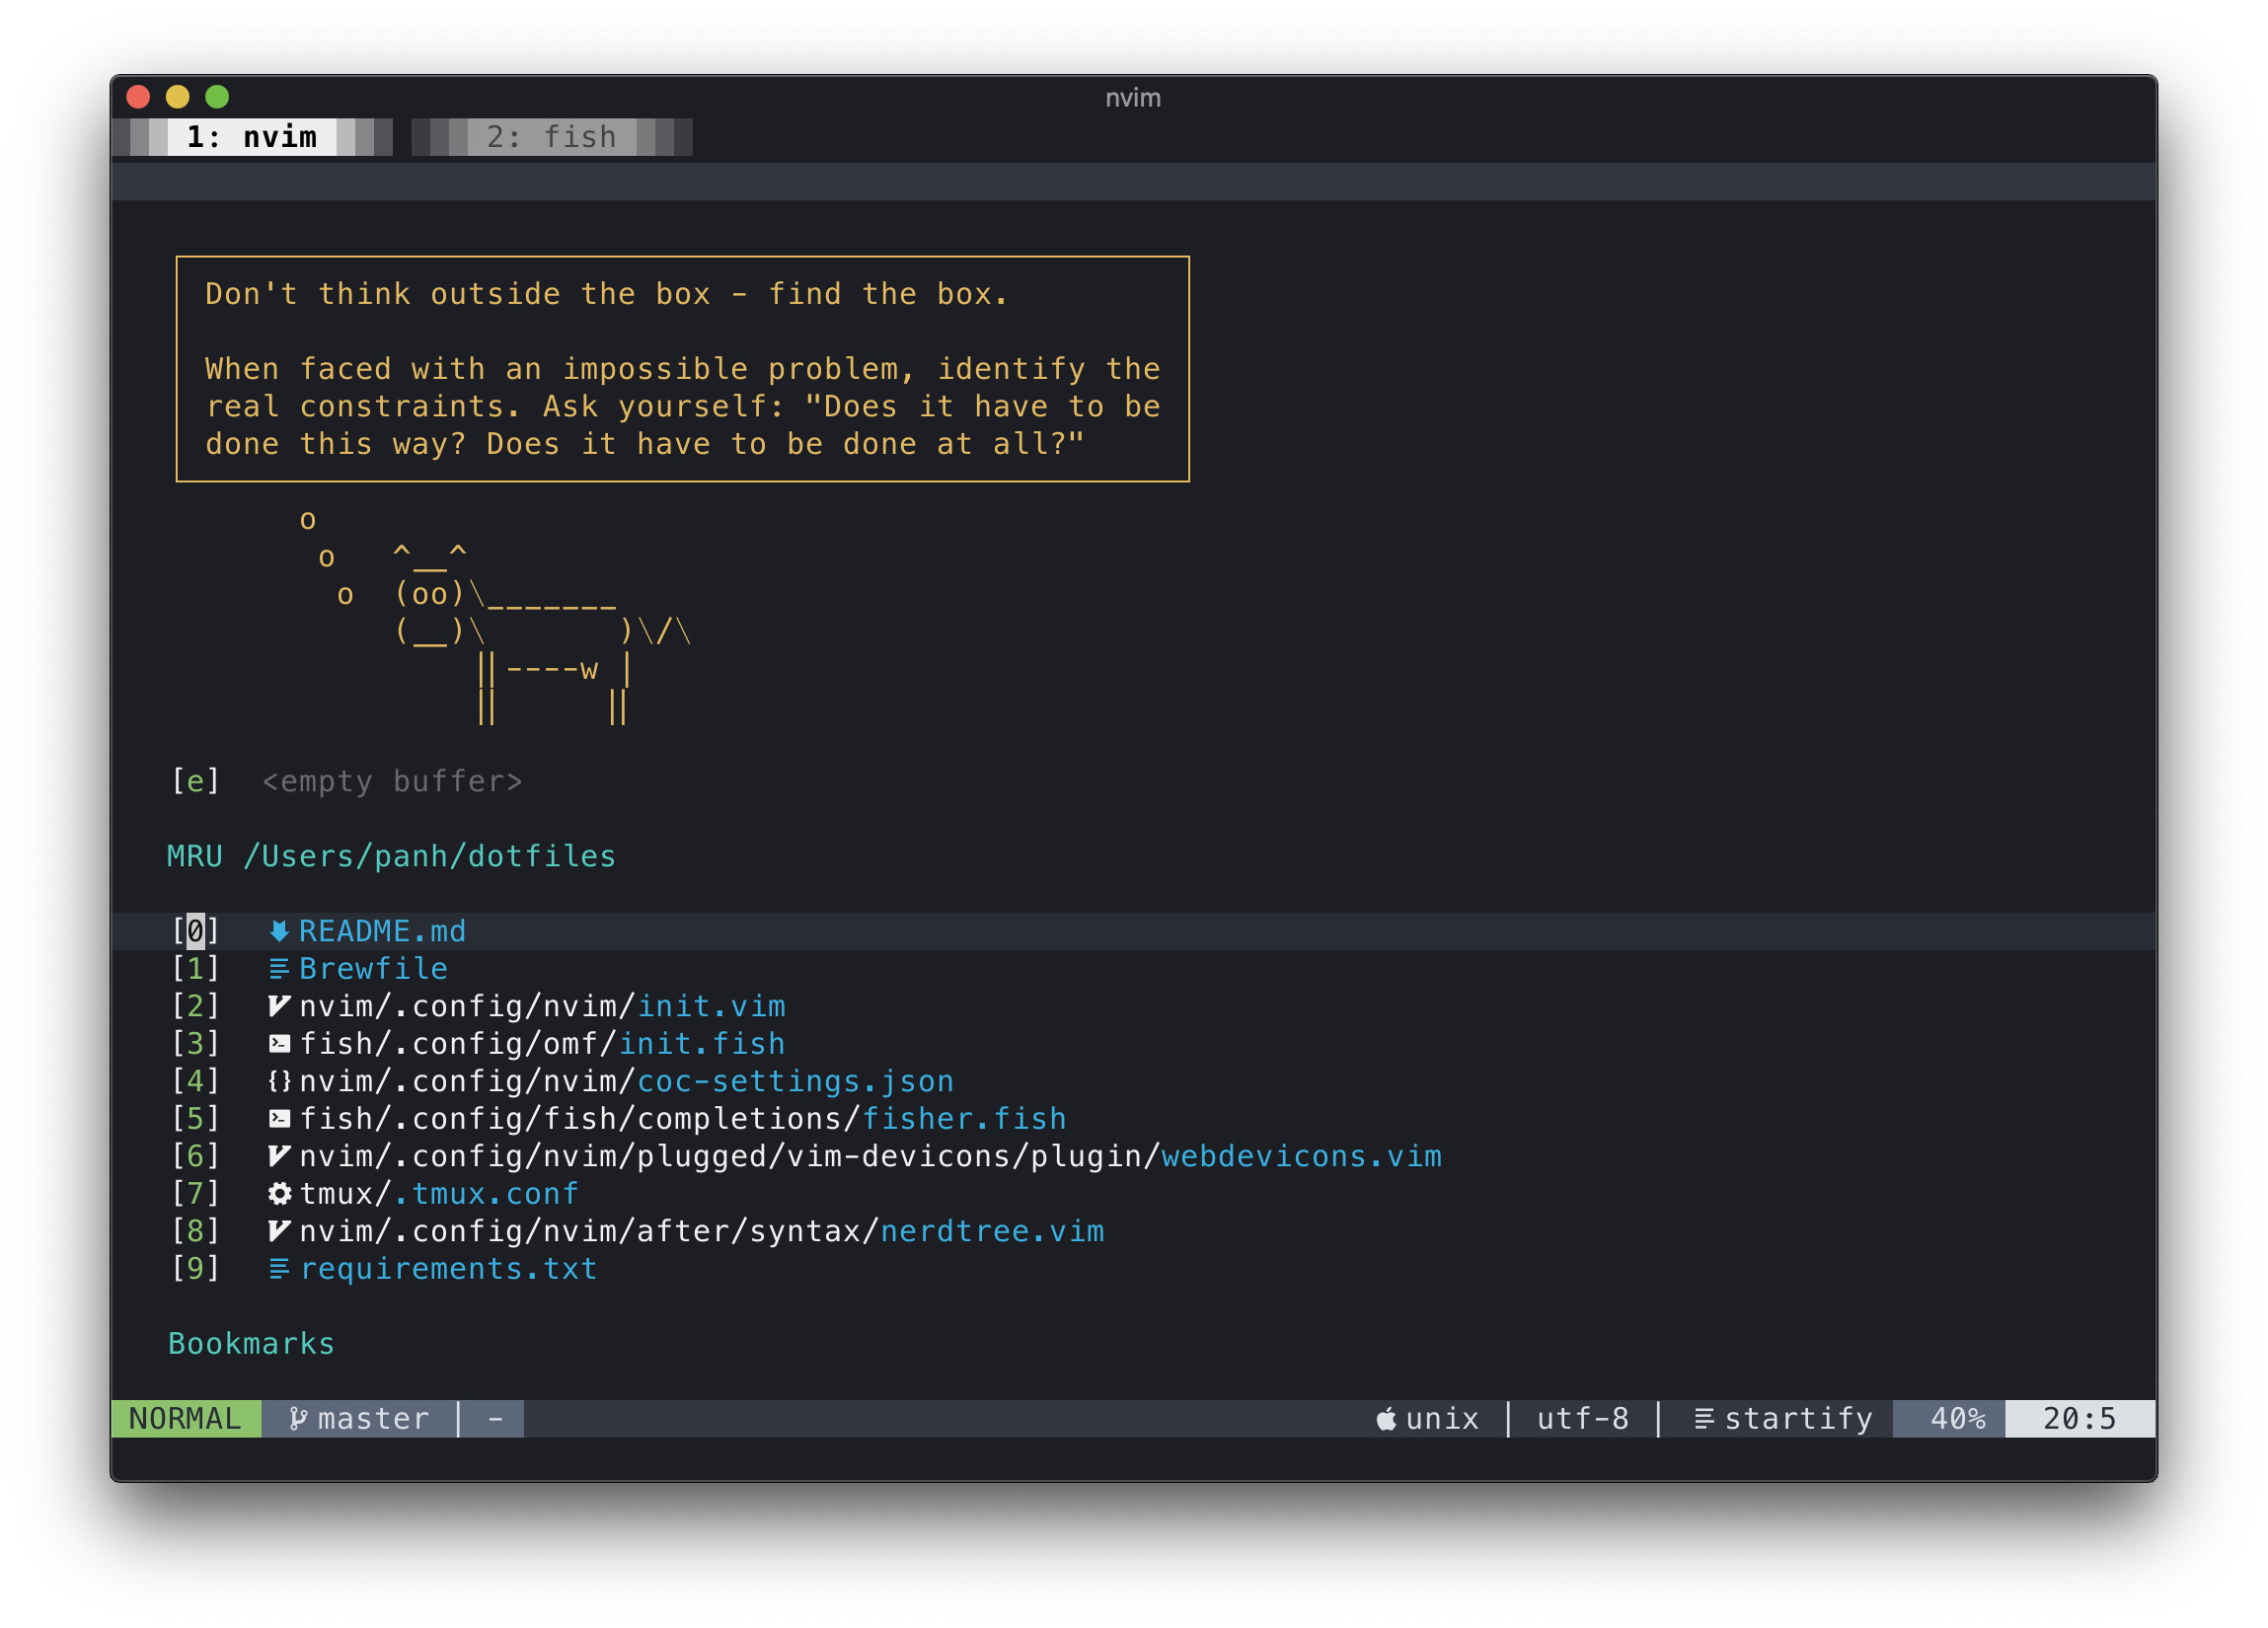 nvim
1: nvim 2: fish
Don't think outside the box - find the box.
When faced with an impossible problem, identify the
real constraints. Ask yourself: "Does it have to be
done this way? Does it have to be done at all?"
o
o ^__^
o (oo)\_______
(__)\ )\/\
||----w |
|| ||
[e] <empty buffer>
MRU /Users/panh/dotfiles
[0] README.md
[1] Brewfile
[2] nvim/.config/nvim/init.vim
[3] fish/.config/omf/init.fish
[4] {} nvim/.config/nvim/coc-settings.json
[5] fish/.config/fish/completions/fisher.fish
[6] nvim/.config/nvim/plugged/vim-devicons/plugin/webdevicons.vim
[7] tmux/.tmux.conf
[8] nvim/.config/nvim/after/syntax/nerdtree.vim
[9] requirements.txt
Bookmarks
NORMAL master | - unix | utf-8 | startify 40% 20:5